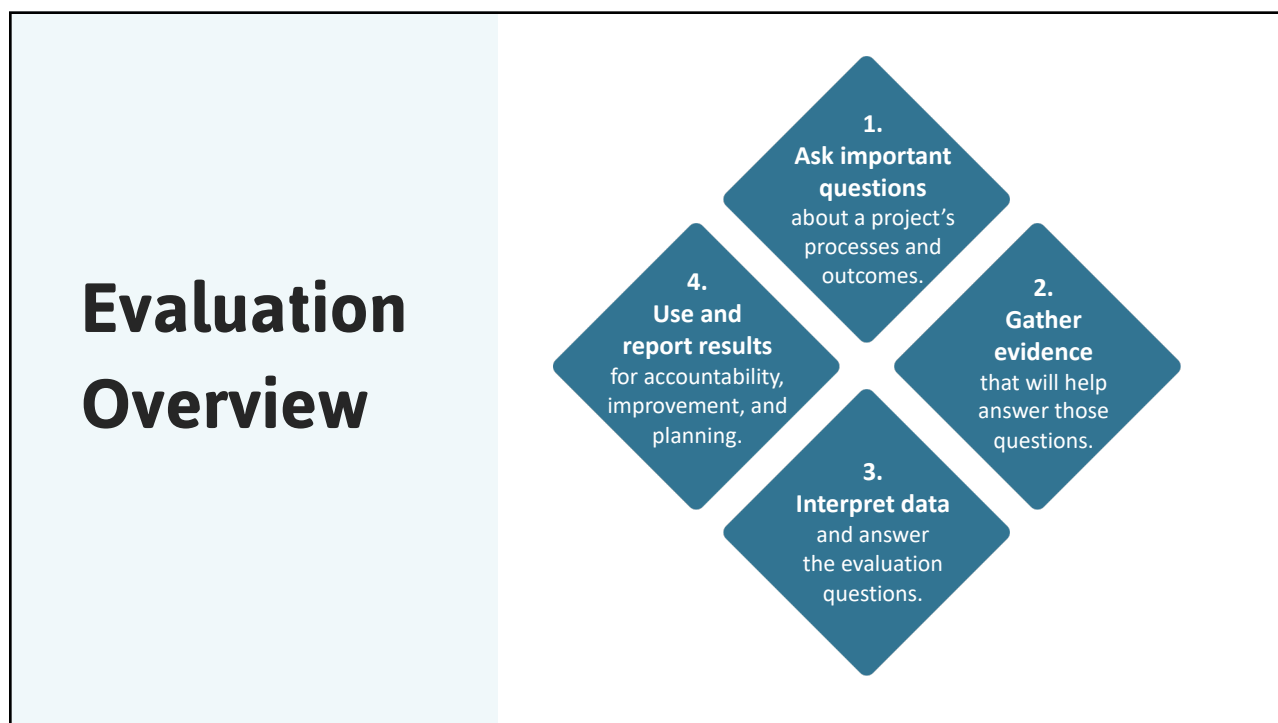 Evaluation
Overview
1.
Ask important
questions
about a project’s
processes and
outcomes.
2.
Gather
evidence
that will help
answer those
questions.
3.
Interpret data
and answer
the evaluation
questions.
4.
Use and
report results
for accountability,
improvement, and
planning.